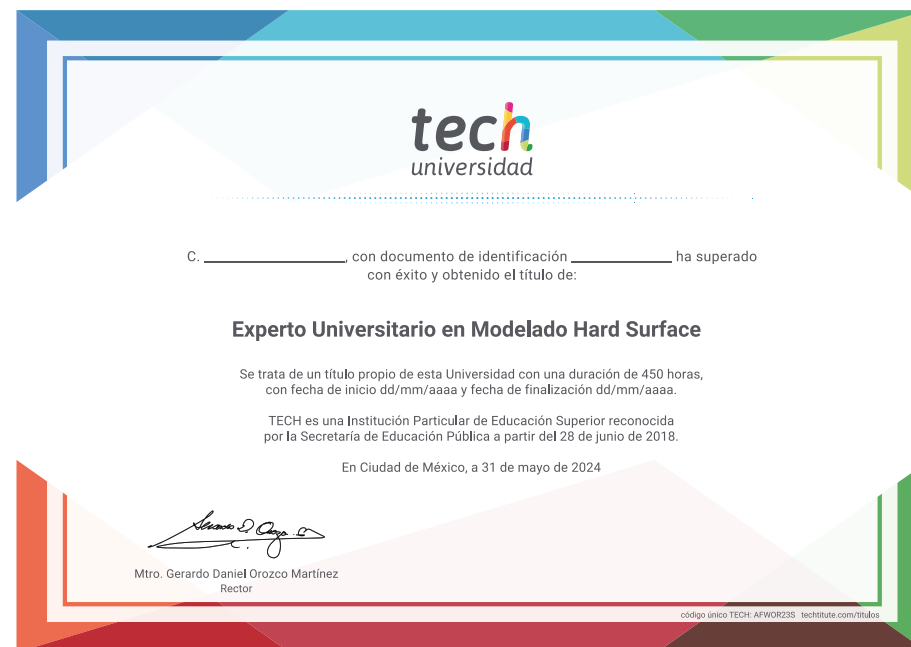 tech
universidad
C. ____________, con documento de identificación ____________ ha superado
con éxito y obtenido el título de:
Experto Universitario en Modelado Hard Surface
Se trata de un título propio de esta Universidad con una duración de 450 horas,
con fecha de inicio dd/mm/aaaa y fecha de finalización dd/mm/aaaa.
TECH es una Institución Particular de Educación Superior reconocida
por la Secretaría de Educación Pública a partir del 28 de junio de 2018.
En Ciudad de México, a 31 de mayo de 2024
Mtro. Gerardo Daniel Orozco Martínez
Rector
código único TECH: AFWOR23S techtitute.com/titulos